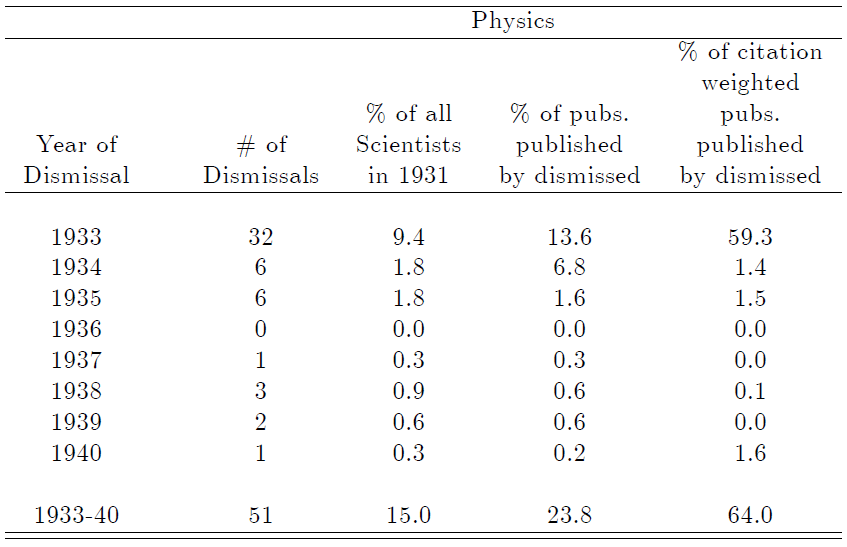 Physics
% of citation
weighted
% of all % of pubs. pubs.
Year of # of Scientists published published
Dismissal Dismissals in 1931 by dismissed by dismissed
1933 32 9.4 13.6 59.3
1934 6 1.8 6.8 1.4
1935 6 1.8 1.6 1.5
1936 0 0.0 0.0 0.0
1937 1 0.3 0.3 0.0
1938 3 0.9 0.6 0.1
1939 2 0.6 0.6 0.0
1940 1 0.3 0.2 1.6
1933-40 51 15.0 23.8 64.0